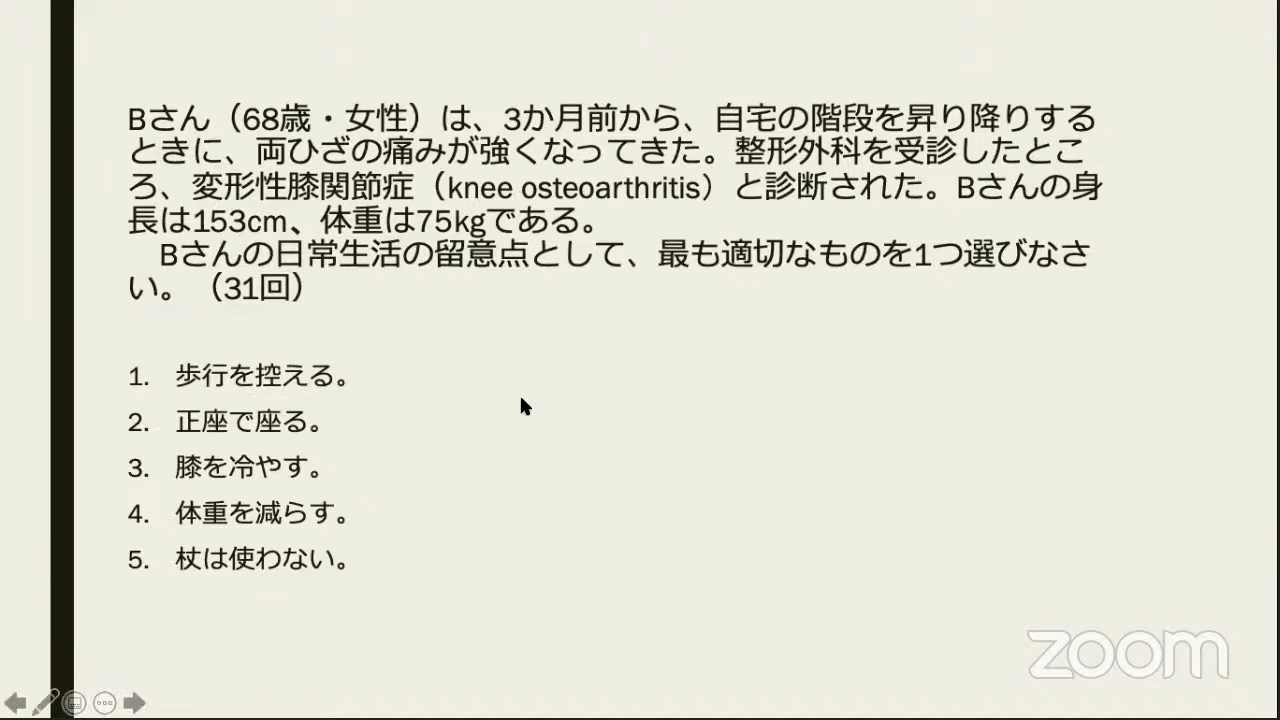 Bさん（68歳・女性）は、3か月前から、自宅の階段を昇り降りする
ときに、両ひざの痛みが強くなってきた。整形外科を受診したとこ
ろ、変形性膝関節症（knee osteoarthritis）と診断された。Bさんの身
長は153cm、体重は75kgである。
　Bさんの日常生活の留意点として、最も適切なものを1つ選びなさ
い。（31回）
1. 歩行を控える。
2. 正座で座る。
3. 膝を冷やす。
4. 体重を減らす。
5. 杖は使わない。
zoom